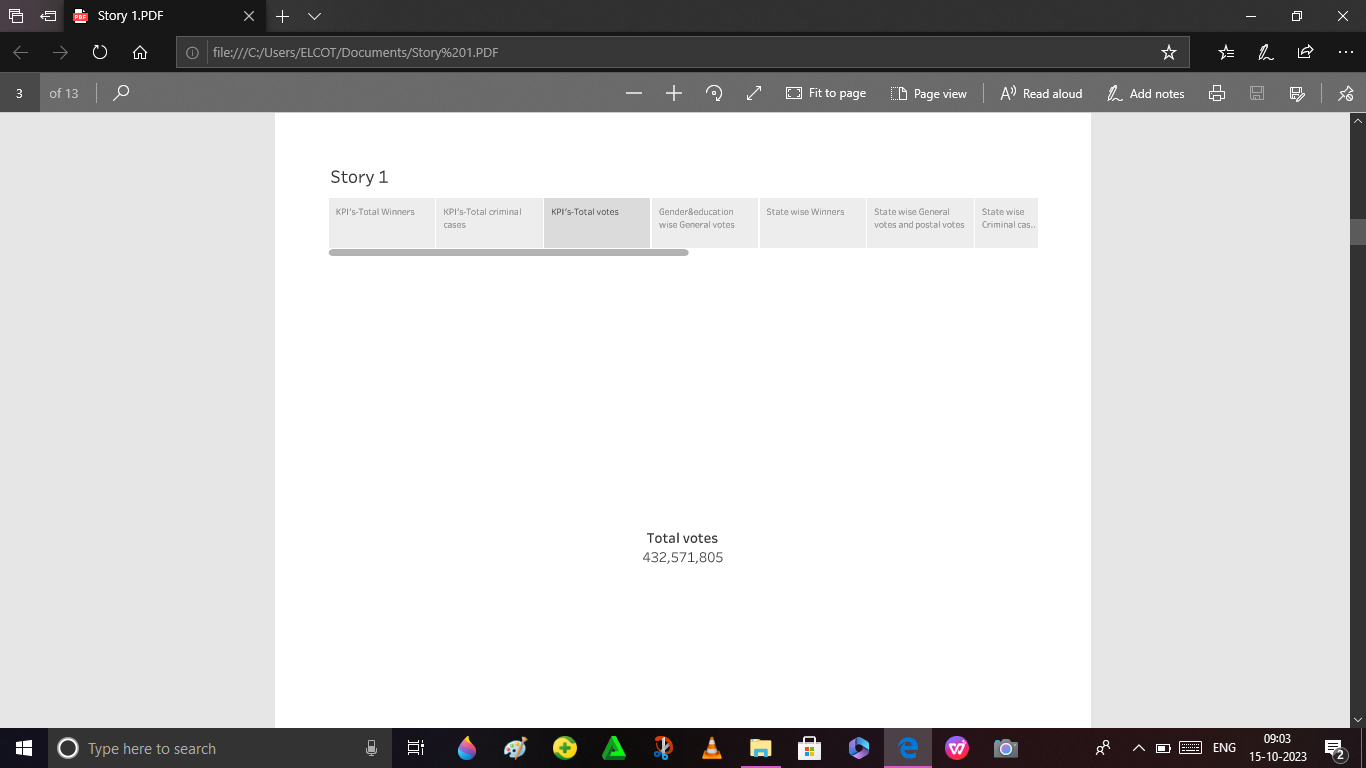 Story 1.PDF
file:///C:/Users/ELCOT/Documents/Story%201.PDF
3 of 13 Fit to page Page view Read aloud Add notes
Story 1
KPI's-Total Winners
KPI's-Total criminal
cases
KPI's-Total votes
Gender&education
wise General votes
State wise Winners
State wise General
votes and postal votes
State wise
Criminal cas..
Total votes
432,571,805
Type here to search
ENG
09:03
15-10-2023
2